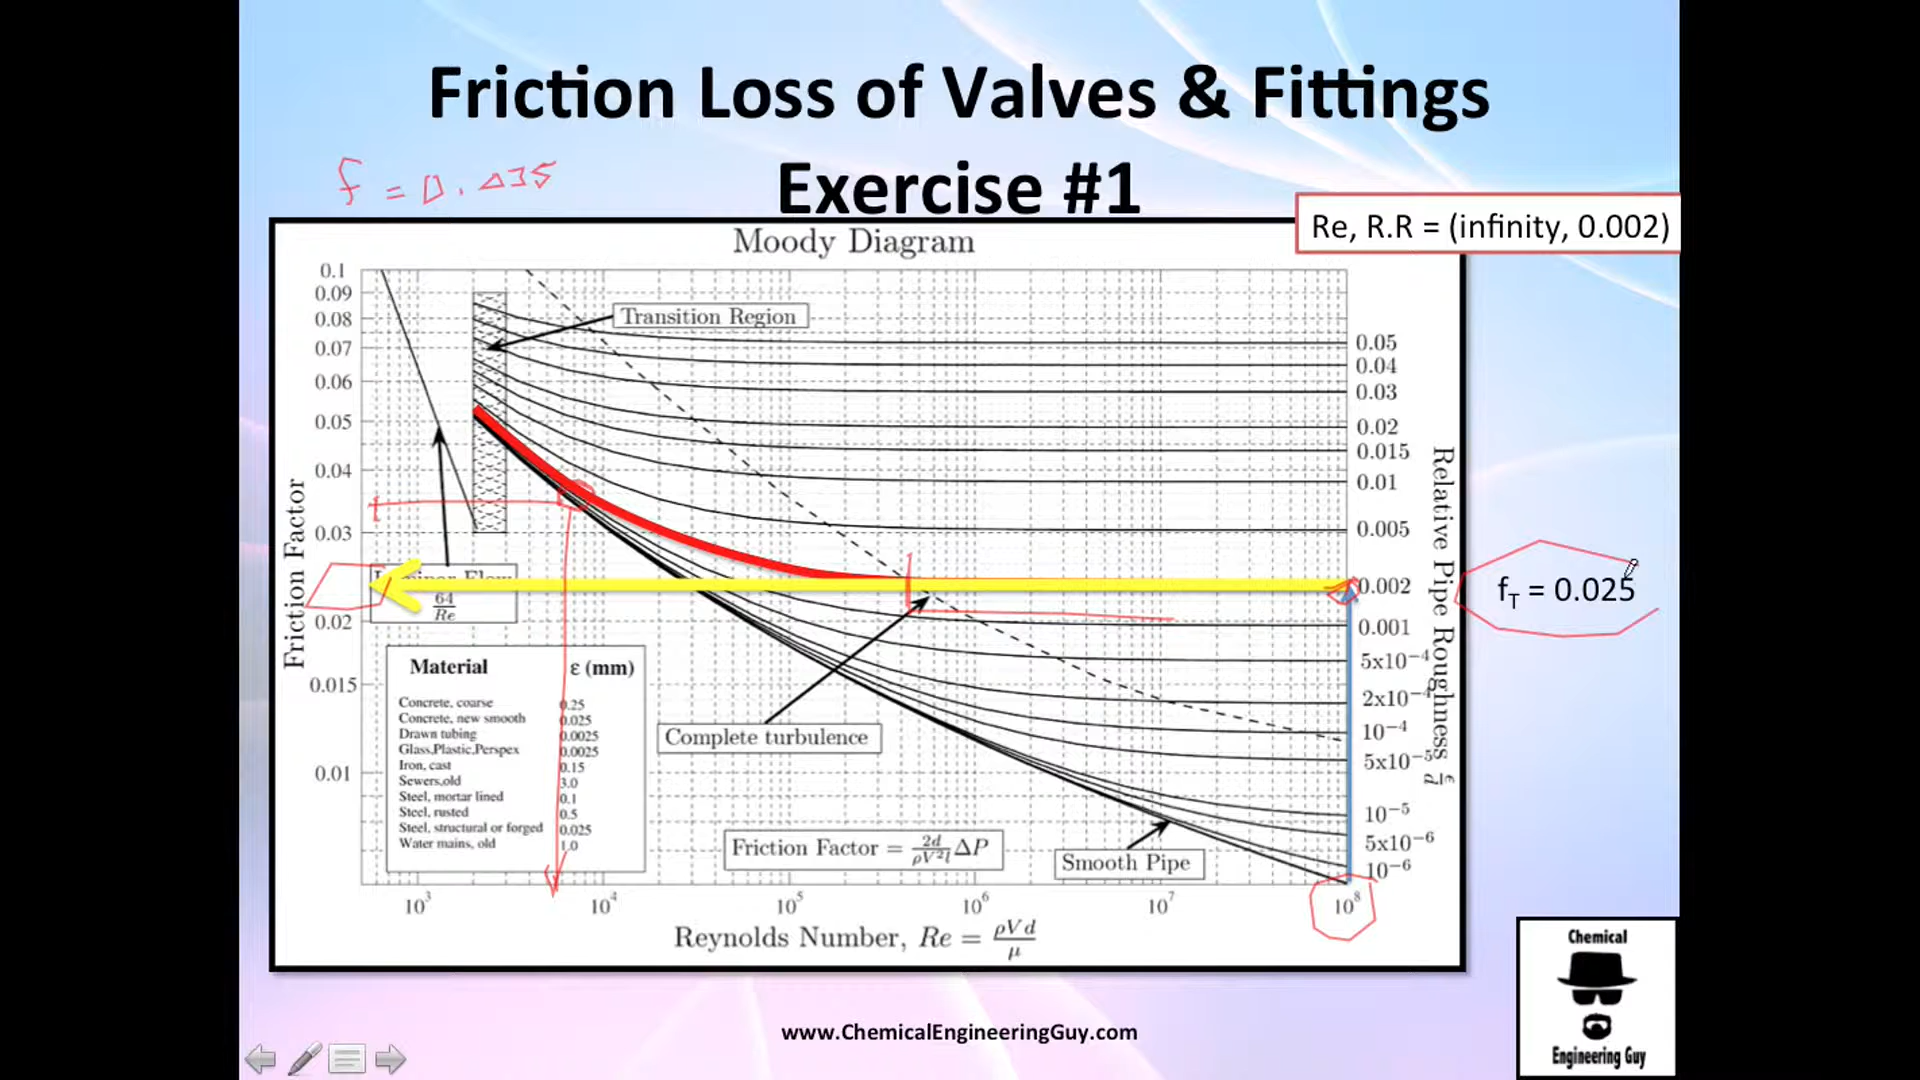 Friction Loss of Valves & Fittings
Exercise #1
f = 0.035
Re, R.R = (infinity, 0.002)
Moody Diagram
0.1
0.09
0.08
0.07
0.06
0.05
0.04
0.03
0.02
0.015
0.01
Friction Factor
Transition Region
64
Re
Material ε (mm)
Concrete, coarse 0.25
Concrete, new smooth 0.025
Drawn tubing 0.0025
Glass,Plastic,Perspex 0.0025
Iron, cast 0.15
Sewers,old 3.0
Steel, mortar lined 0.1
Steel, rusted 0.5
Steel, structural or forged 0.025
Water mains, old 1.0
Complete turbulence
Friction Factor = 2d/ρV²l ΔP
Smooth Pipe
0.05
0.04
0.03
0.02
0.015
0.01
0.005
0.002
0.001
5x10⁻⁴
2x10⁻⁴
10⁻⁴
5x10⁻⁵
10⁻⁵
5x10⁻⁶
10⁻⁶
Relative Pipe Roughness ε/d
fT = 0.025
10³ 10⁴ 10⁵ 10⁶ 10⁷ 10⁸
Reynolds Number, Re = ρVd/μ
www.ChemicalEngineeringGuy.com
Chemical
Engineering Guy